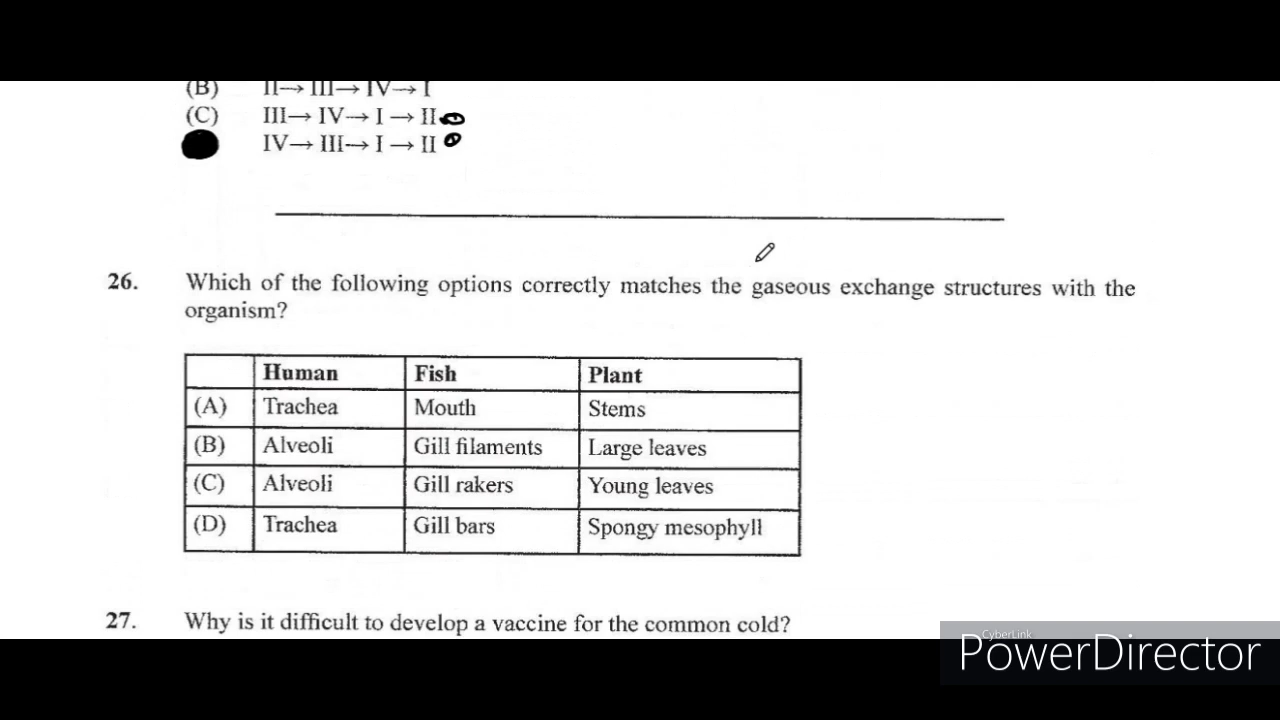 (B) II→ III→ IV→ I
(C) III→ IV→ I → II
IV→ III→ I → II
26. Which of the following options correctly matches the gaseous exchange structures with the
organism?
Human Fish Plant
(A) Trachea Mouth Stems
(B) Alveoli Gill filaments Large leaves
(C) Alveoli Gill rakers Young leaves
(D) Trachea Gill bars Spongy mesophyll
27. Why is it difficult to develop a vaccine for the common cold?
CyberLink
PowerDirector